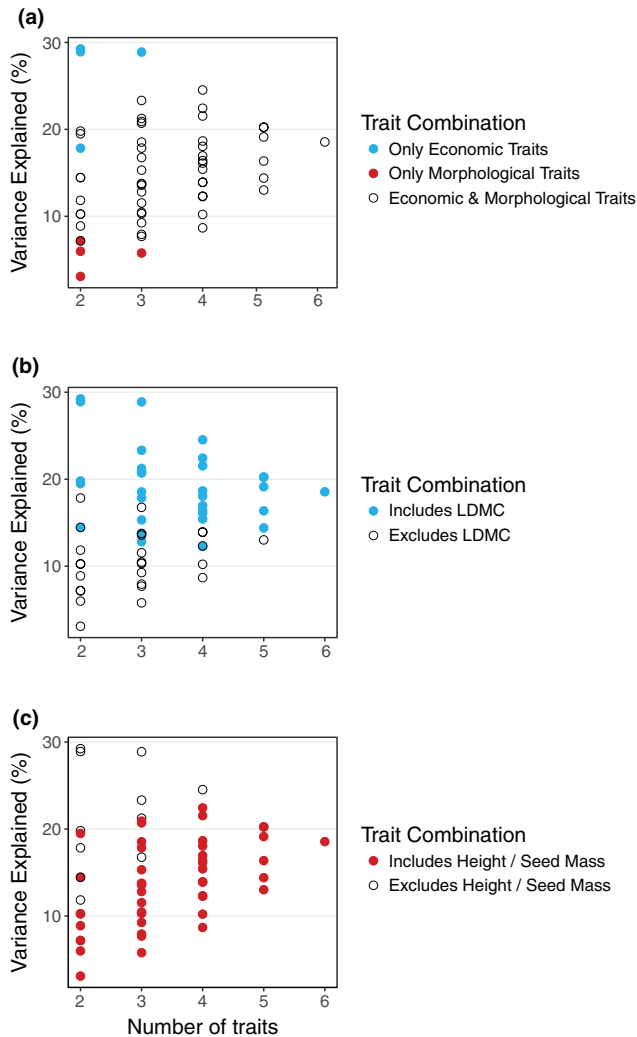 (a)
Variance Explained (%)
30
20
10
2 3 4 5 6
Trait Combination
Only Economic Traits
Only Morphological Traits
Economic & Morphological Traits
(b)
Variance Explained (%)
30
20
10
2 3 4 5 6
Trait Combination
Includes LDMC
Excludes LDMC
(c)
Variance Explained (%)
30
20
10
2 3 4 5 6
Number of traits
Trait Combination
Includes Height / Seed Mass
Excludes Height / Seed Mass